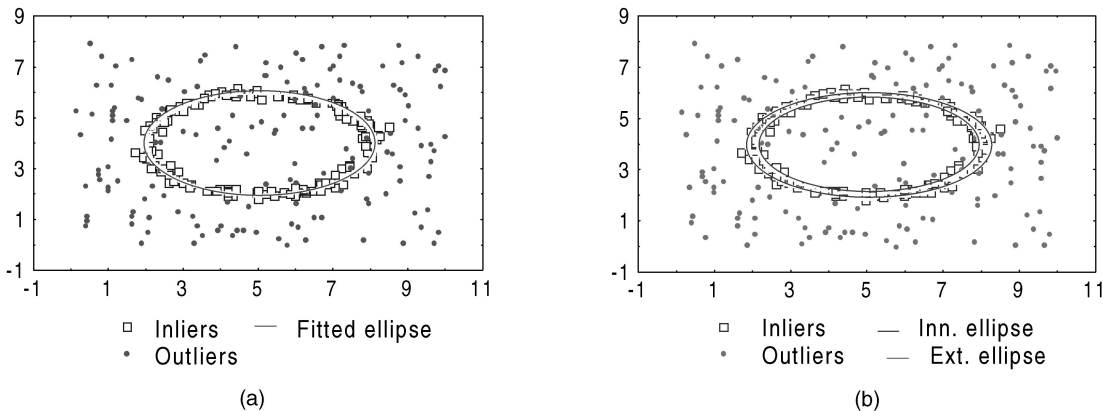 9
7
5
3
1
-1
-1 1 3 5 7 9 11
Inliers Fitted ellipse
Outliers
(a)
9
7
5
3
1
-1
-1 1 3 5 7 9 11
Inliers Inn. ellipse
Outliers Ext. ellipse
(b)